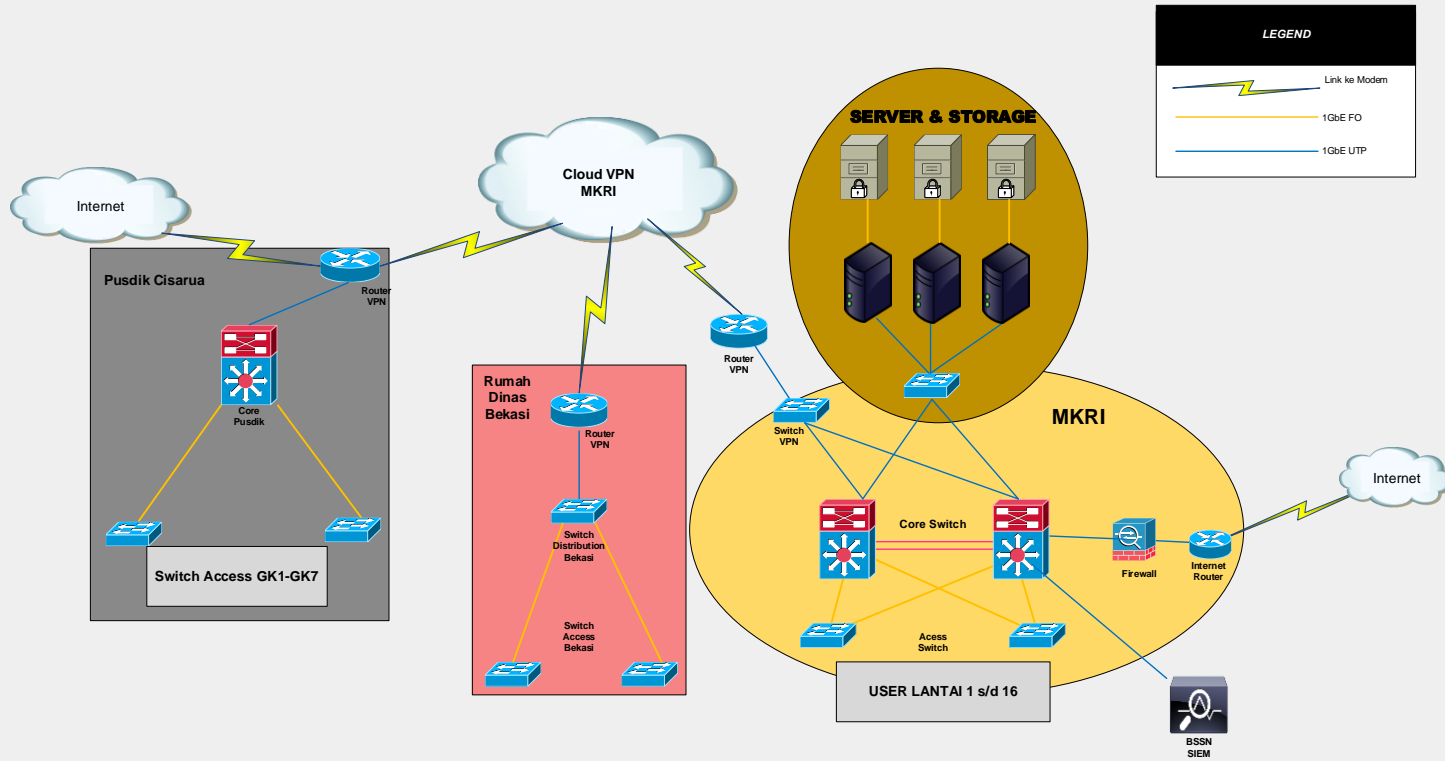 LEGEND
Link ke Modem
1GbE FO
1GbE UTP
SERVER & STORAGE
Cloud VPN
MKRI
Internet
Pusdik Cisarua
Router
VPN
Core
Pusdik
Switch Access GK1-GK7
Rumah
Dinas
Bekasi
Router
VPN
Switch
Distribution
Bekasi
Switch
Access
Bekasi
Router
VPN
Switch
VPN
MKRI
Core Switch
Firewall
Internet
Router
Internet
Acess
Switch
USER LANTAI 1 s/d 16
BSSN
SIEM